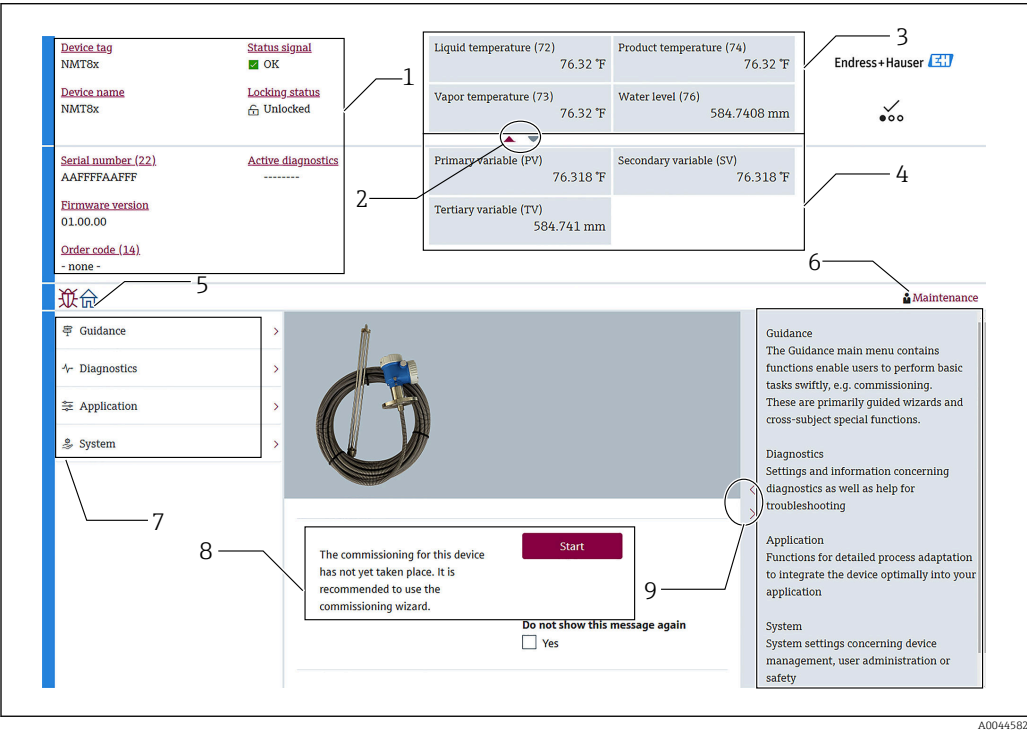 Device tag
NMT8x
Status signal
OK
Device name
NMT8x
Locking status
Unlocked
1
Liquid temperature (72)
76.32 °F
Product temperature (74)
76.32 °F
Vapor temperature (73)
76.32 °F
Water level (76)
584.7408 mm
3
Endress+Hauser EH
Serial number (22)
AAFFFFAAFFF
Active diagnostics
--------
Firmware version
01.00.00
Order code (14)
- none -
2
Primary variable (PV)
76.318 °F
Secondary variable (SV)
76.318 °F
Tertiary variable (TV)
584.741 mm
4
5
6
Maintenance
Guidance
Diagnostics
Application
System
7
8
The commissioning for this device
has not yet taken place. It is
recommended to use the
commissioning wizard.
Start
Do not show this message again
Yes
9
Guidance
The Guidance main menu contains
functions enable users to perform basic
tasks swiftly, e.g. commissioning.
These are primarily guided wizards and
cross-subject special functions.
Diagnostics
Settings and information concerning
diagnostics as well as help for
troubleshooting
Application
Functions for detailed process adaptation
to integrate the device optimally into your
application
System
System settings concerning device
management, user administration or
safety
A0044582